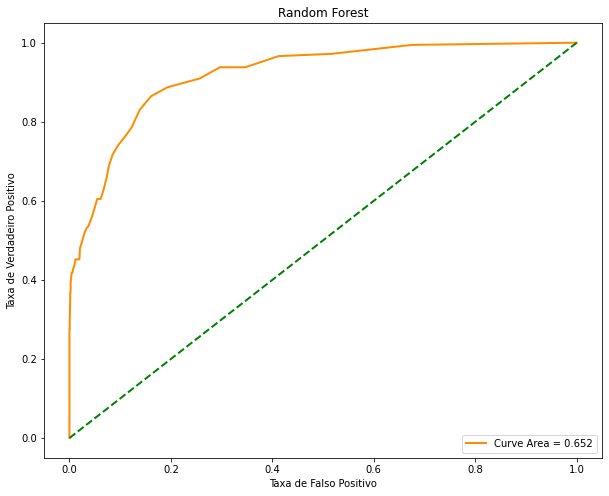 Random Forest
Taxa de Verdadeiro Positivo
1.0
0.8
0.6
0.4
0.2
0.0
Curve Area = 0.652
0.0 0.2 0.4 0.6 0.8 1.0
Taxa de Falso Positivo